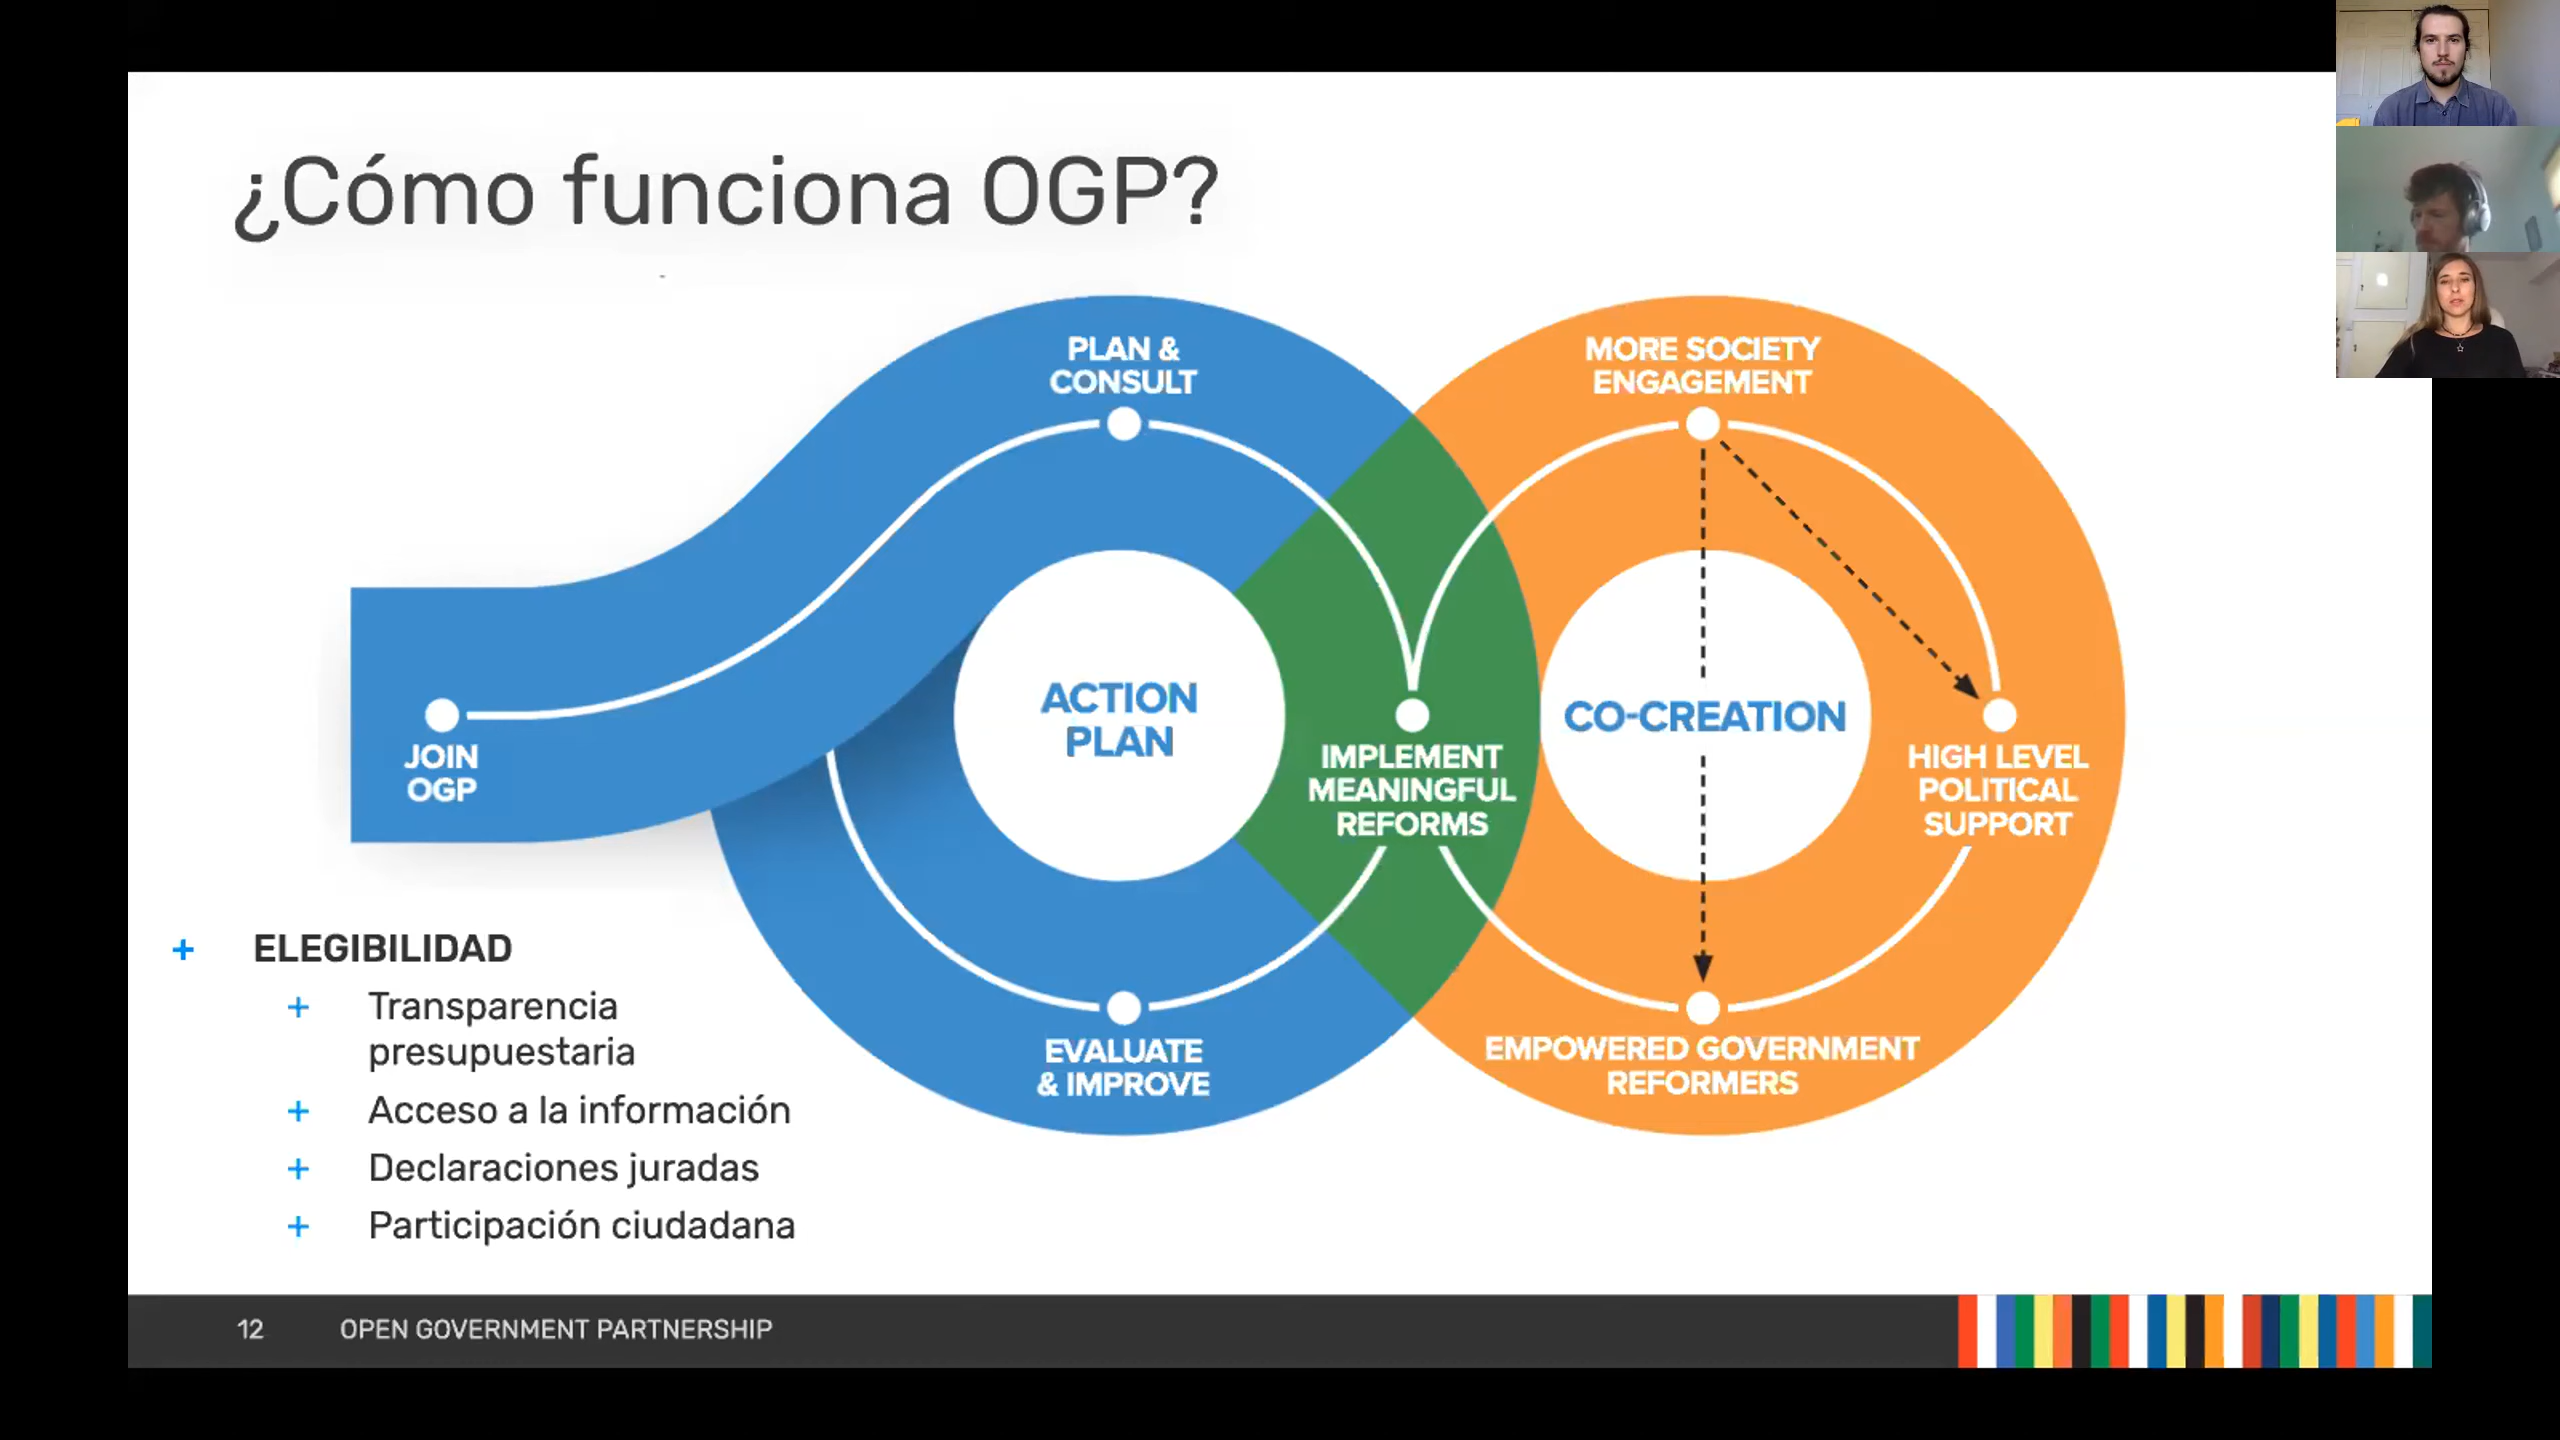 ¿Cómo funciona OGP?
PLAN &
CONSULT
MORE SOCIETY
ENGAGEMENT
JOIN
OGP
ACTION
PLAN
IMPLEMENT
MEANINGFUL
REFORMS
CO-CREATION
HIGH LEVEL
POLITICAL
SUPPORT
EVALUATE
& IMPROVE
EMPOWERED GOVERNMENT
REFORMERS
+ ELEGIBILIDAD
+ Transparencia
presupuestaria
+ Acceso a la información
+ Declaraciones juradas
+ Participación ciudadana
12 OPEN GOVERNMENT PARTNERSHIP